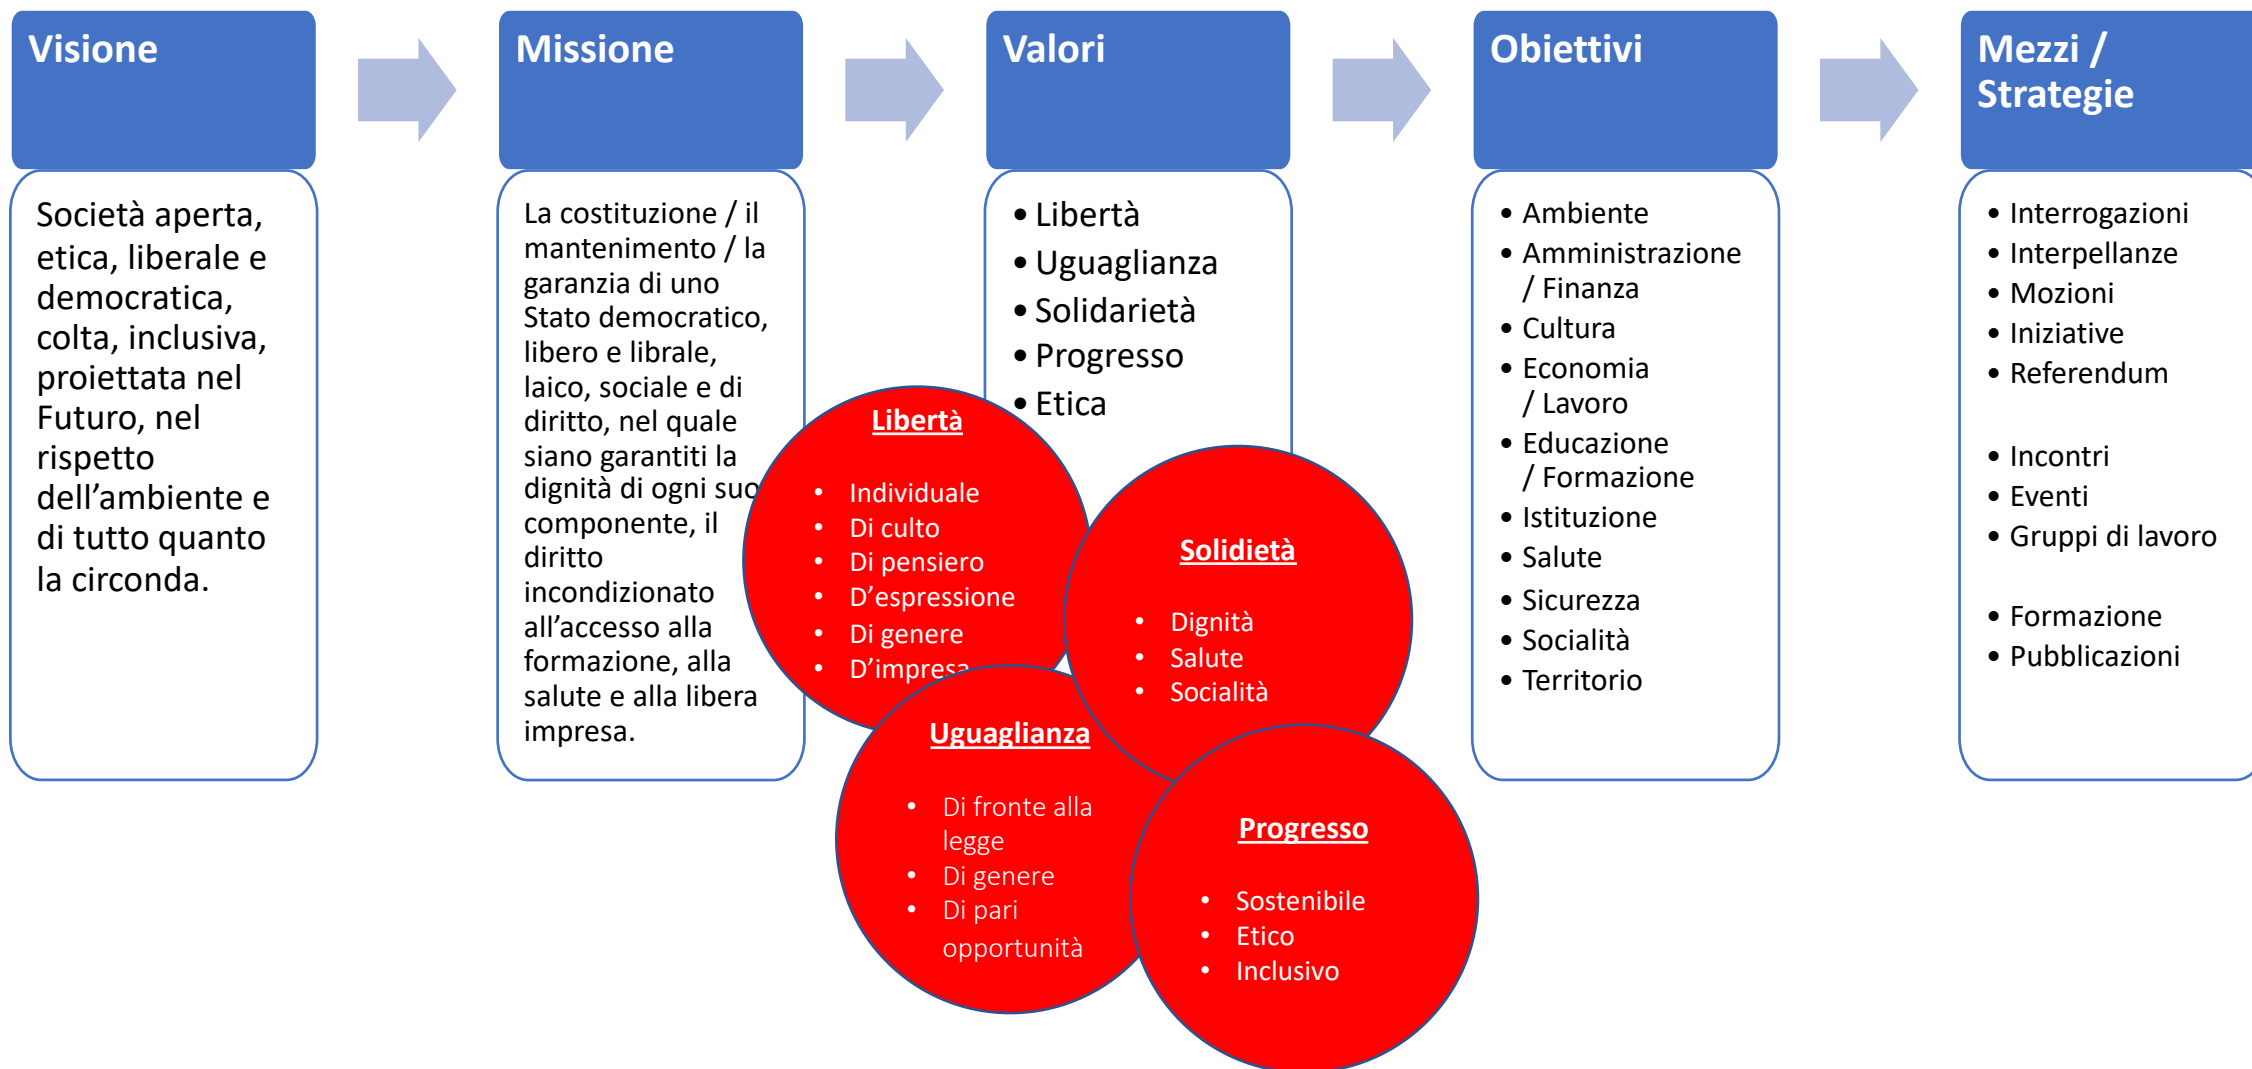 Visione
Società aperta,
etica, liberale e
democratica,
colta, inclusiva,
proiettata nel
Futuro, nel
rispetto
dell’ambiente e
di tutto quanto
la circonda.
Missione
La costituzione / il
mantenimento / la
garanzia di uno
Stato democratico,
libero e librale,
laico, sociale e di
diritto, nel quale
siano garantiti la
dignità di ogni suo
componente, il
diritto
incondizionato
all’accesso alla
formazione, alla
salute e alla libera
impresa.
Valori
• Libertà
• Uguaglianza
• Solidarietà
• Progresso
• Etica
Libertà
• Individuale
• Di culto
• Di pensiero
• D’espressione
• Di genere
• D’impresa
Solidietà
• Dignità
• Salute
• Socialità
Uguaglianza
• Di fronte alla
legge
• Di genere
• Di pari
opportunità
Progresso
• Sostenibile
• Etico
• Inclusivo
Obiettivi
• Ambiente
• Amministrazione
/ Finanza
• Cultura
• Economia
/ Lavoro
• Educazione
/ Formazione
• Istituzione
• Salute
• Sicurezza
• Socialità
• Territorio
Mezzi /
Strategie
• Interrogazioni
• Interpellanze
• Mozioni
• Iniziative
• Referendum
• Incontri
• Eventi
• Gruppi di lavoro
• Formazione
• Pubblicazioni